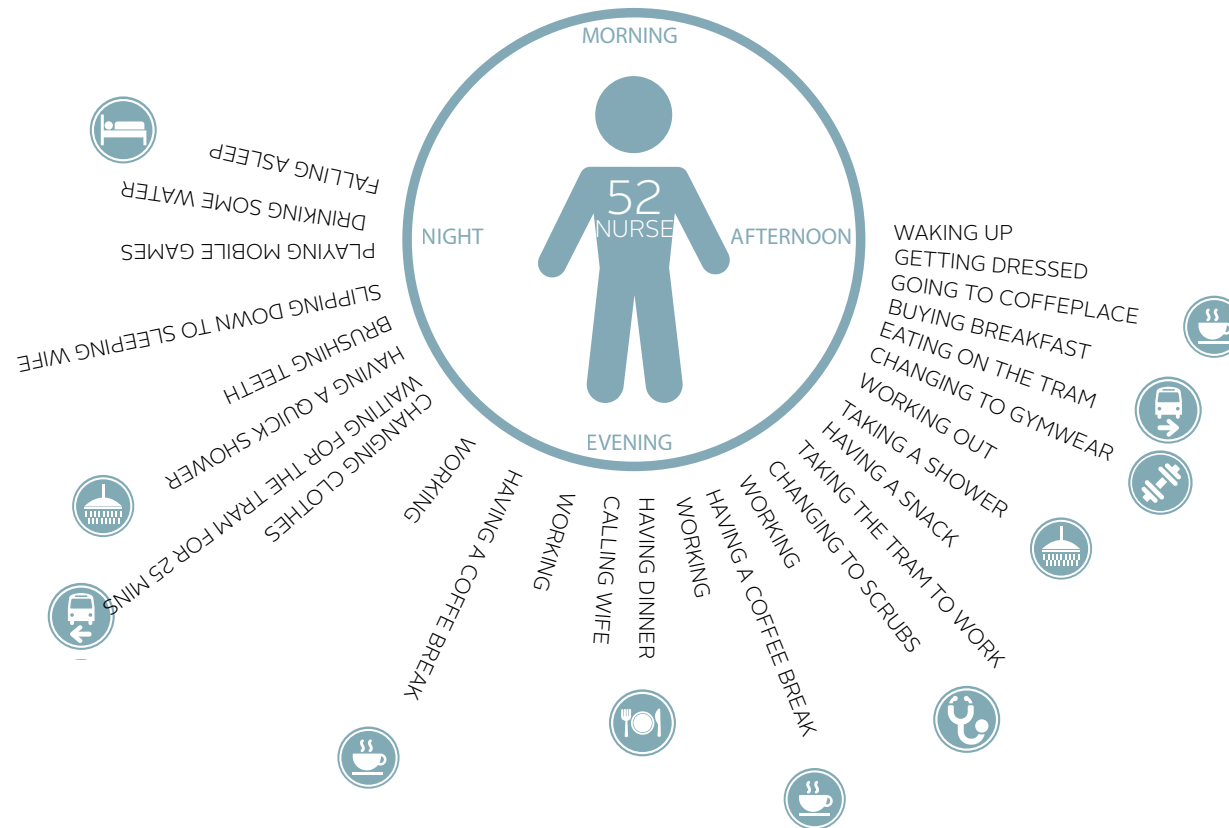 MORNING
52
NURSE
NIGHT
AFTERNOON
EVENING
WAKING UP
GETTING DRESSED
GOING TO COFFEPLACE
BUYING BREAKFAST
EATING ON THE TRAM
CHANGING TO GYMWEAR
WORKING OUT
TAKING A SHOWER
HAVING A SNACK
TAKING THE TRAM TO WORK
CHANGING TO SCRUBS
WORKING
HAVING A COFFEE BREAK
WORKING
HAVING DINNER
CALLING WIFE
WORKING
HAVING A COFFE BREAK
WORKING
CHANGING CLOTHES
WAITING FOR THE TRAM FOR 25 MINS
HAVING A QUICK SHOWER
BRUSHING TEETH
SLIPPING DOWN TO SLEEPING WIFE
PLAYING MOBILE GAMES
DRINKING SOME WATER
FALLING ASLEEP